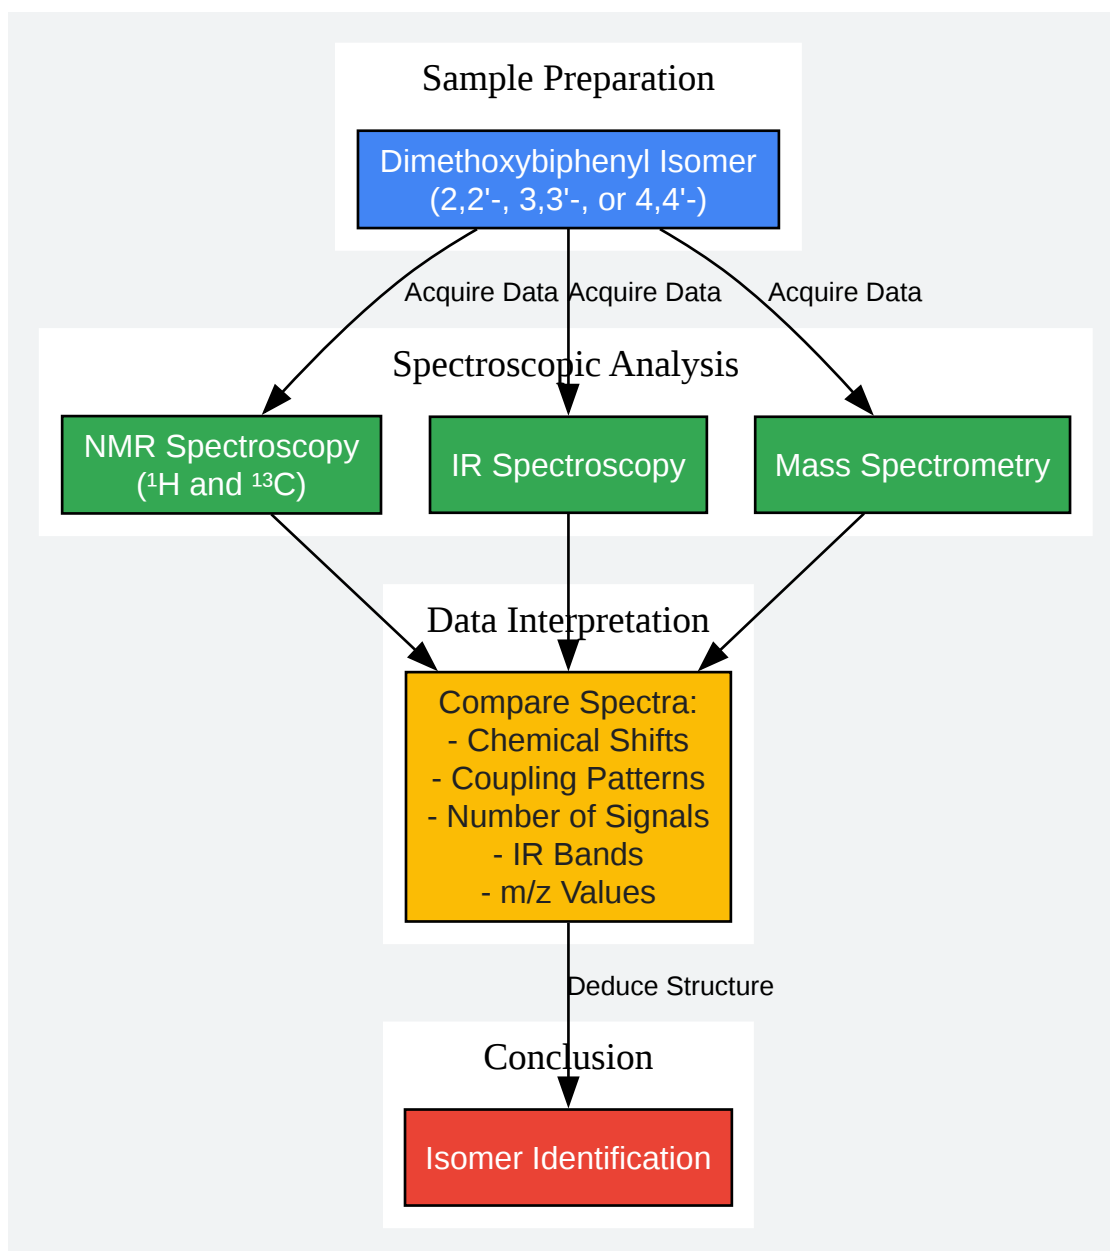 Sample Preparation
Dimethoxybiphenyl Isomer
(2,2'-, 3,3'-, or 4,4'-)
Acquire Data
Acquire Data
Acquire Data
Spectroscopic Analysis
NMR Spectroscopy
(¹H and ¹³C)
IR Spectroscopy
Mass Spectrometry
Data Interpretation
Compare Spectra:
- Chemical Shifts
- Coupling Patterns
- Number of Signals
- IR Bands
- m/z Values
Deduce Structure
Conclusion
Isomer Identification